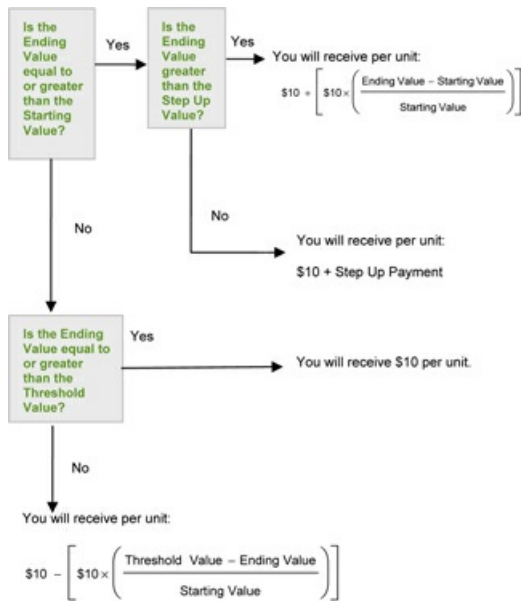 Is the
Ending
Value
equal to
or greater
than the
Starting
Value?
Yes
Is the
Ending
Value
greater
than the
Step Up
Value?
Yes
You will receive per unit:
$10 + [ $10 × ( Ending Value – Starting Value
Starting Value ) ]
No
No
You will receive per unit:
$10 + Step Up Payment
Is the Ending
Value equal to
or greater
than the
Threshold
Value?
Yes
You will receive $10 per unit.
No
You will receive per unit:
$10 – [ $10 × ( Threshold Value – Ending Value
Starting Value ) ]